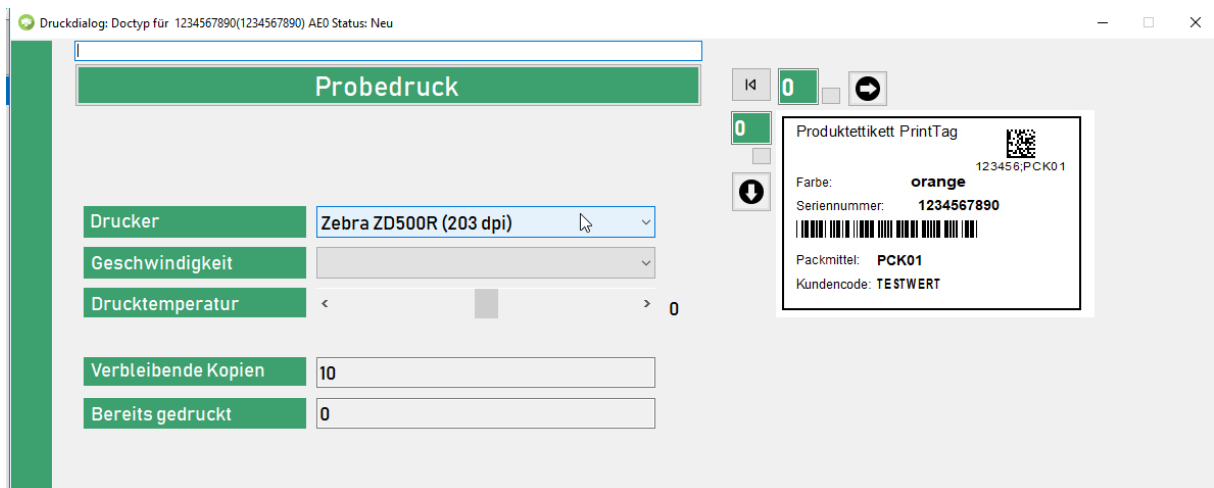 Druckdialog: Doctyp für 1234567890(1234567890) AE0 Status: Neu
Probedruck
0
0
Produktettikett PrintTag
123456;PCK01
Farbe: orange
Seriennummer: 1234567890
Packmittel: PCK01
Kundencode: TESTWERT
Drucker Zebra ZD500R (203 dpi)
Geschwindigkeit
Drucktemperatur < > 0
Verbleibende Kopien 10
Bereits gedruckt 0